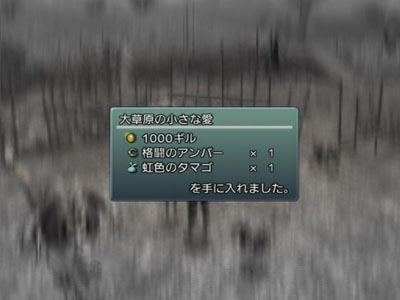 大草原の小さな愛
1000ギル
格闘のアンバー × 1
虹色のタマゴ × 1
を手に入れました。